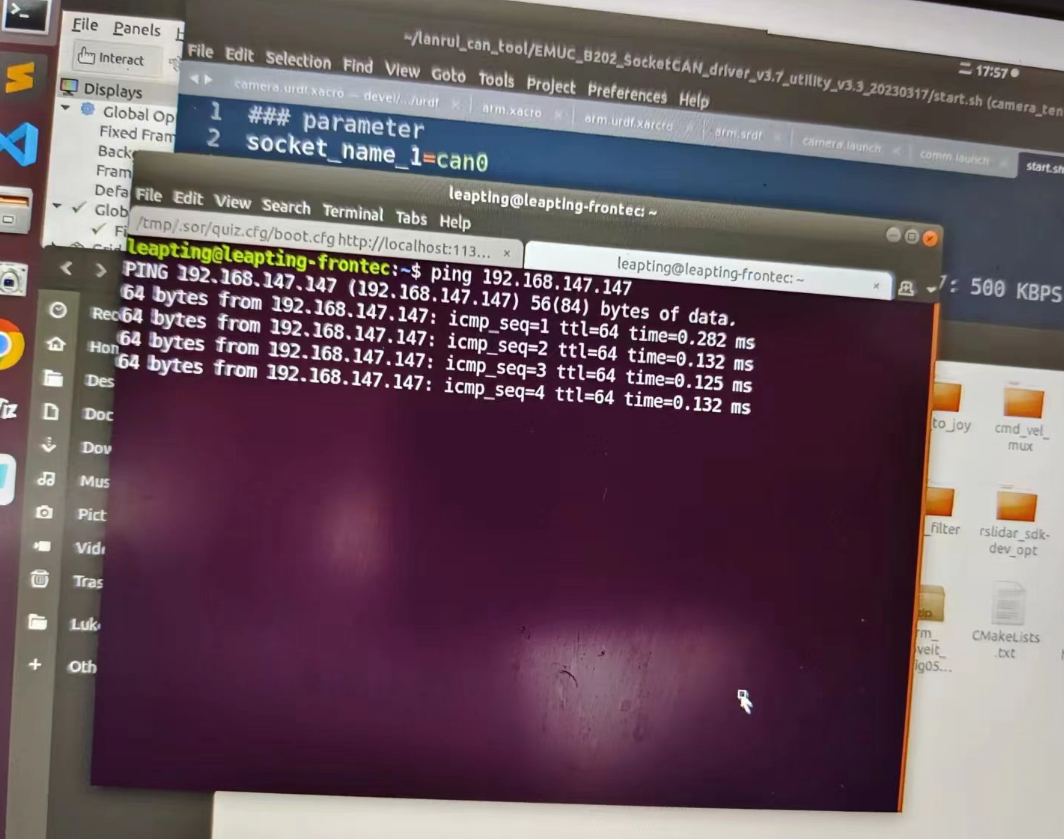 File Panels
Interact
Displays
Global Op
Fixed Fram
Back
Fram
Defa
Glob
Fi
~/lanrul_can_tool/EMUC_B202_SocketCAN_driver_v3.7_utility_v3.3_20230317/start.sh (camera_ten
17:57
File Edit Selection Find View Goto Tools Project Preferences Help
camera.urdf.xacro — devel/.../urdf
arm.xacro
arm.urdf.xarcro
arm.srdf
camera.launch
comm.launch
start.sh
1 ### parameter
2 socket_name_1=can0
7: 500 KBPS
leapting@leapting-frontec: ~
File Edit View Search Terminal Tabs Help
/tmp/.sor/quiz.cfg/boot.cfg http://localhost:113...
leapting@leapting-frontec: ~
leapting@leapting-frontec:~$ ping 192.168.147.147
PING 192.168.147.147 (192.168.147.147) 56(84) bytes of data.
64 bytes from 192.168.147.147: icmp_seq=1 ttl=64 time=0.282 ms
64 bytes from 192.168.147.147: icmp_seq=2 ttl=64 time=0.132 ms
64 bytes from 192.168.147.147: icmp_seq=3 ttl=64 time=0.125 ms
64 bytes from 192.168.147.147: icmp_seq=4 ttl=64 time=0.132 ms
Rec
Hon
Des
Doc
Dow
Mus
Pict
Vide
Tras
Luk
Oth
to_joy
cmd_vel_
mux
_filter
rslidar_sdk-
dev_opt
rm_
veit_
ig05...
CMakeLists
.txt